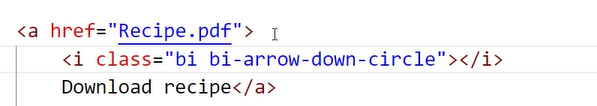 <a href="Recipe.pdf">
<i class="bi bi-arrow-down-circle"></i>
Download recipe</a>